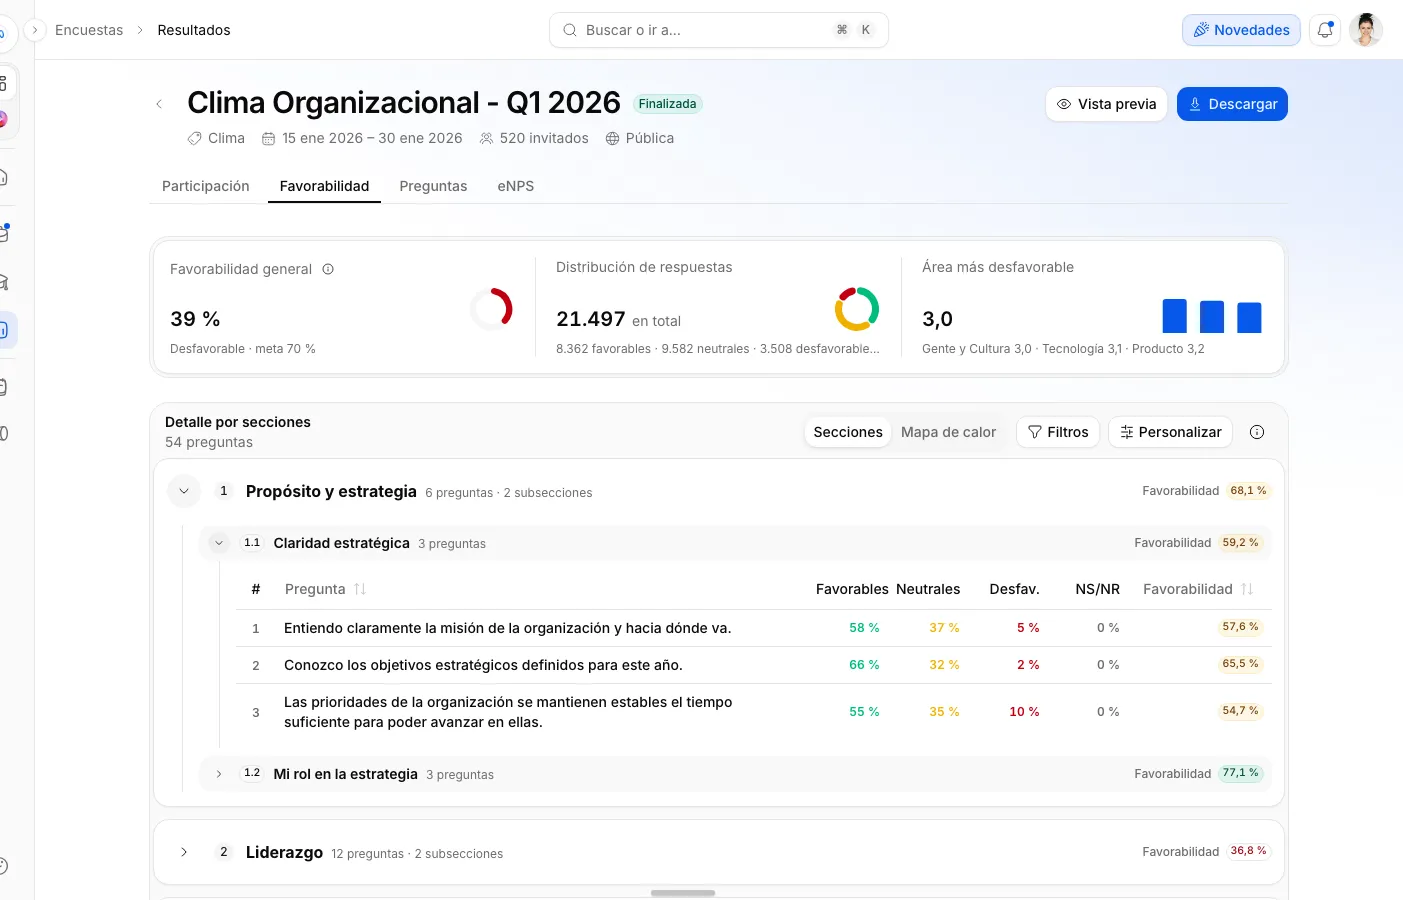 Encuestas
Resultados
Buscar o ir a...
⌘ K
Novedades
Clima Organizacional - Q1 2026
Finalizada
Vista previa
Descargar
Clima
15 ene 2026 – 30 ene 2026
520 invitados
Pública
Participación
Favorabilidad
Preguntas
eNPS
Favorabilidad general
39 %
Desfavorable · meta 70 %
Distribución de respuestas
21.497 en total
8.362 favorables · 9.582 neutrales · 3.508 desfavorable...
Área más desfavorable
3,0
Gente y Cultura 3,0 · Tecnología 3,1 · Producto 3,2
Detalle por secciones
54 preguntas
Secciones
Mapa de calor
Filtros
Personalizar
1 Propósito y estrategia 6 preguntas · 2 subsecciones Favorabilidad 68,1 %
1.1 Claridad estratégica 3 preguntas Favorabilidad 59,2 %
# Pregunta Favorables Neutrales Desfav. NS/NR Favorabilidad
1 Entiendo claramente la misión de la organización y hacia dónde va. 58 % 37 % 5 % 0 % 57,6 %
2 Conozco los objetivos estratégicos definidos para este año. 66 % 32 % 2 % 0 % 65,5 %
3 Las prioridades de la organización se mantienen estables el tiempo
suficiente para poder avanzar en ellas. 55 % 35 % 10 % 0 % 54,7 %
1.2 Mi rol en la estrategia 3 preguntas Favorabilidad 77,1 %
2 Liderazgo 12 preguntas · 2 subsecciones Favorabilidad 36,8 %